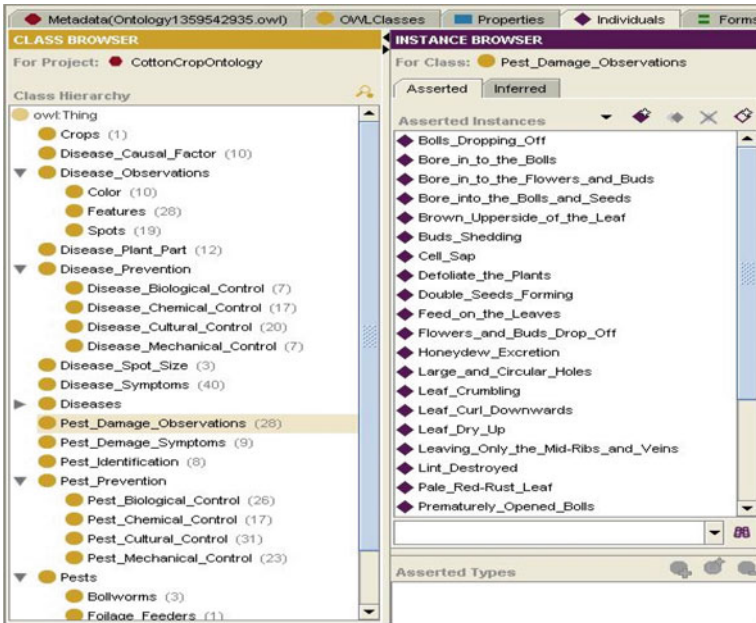 Metadata(Ontology1359542935.owl)
OWLClasses
Properties
Individuals
Forms
CLASS BROWSER
For Project: CottonCropOntology
Class Hierarchy
owl:Thing
Crops (1)
Disease_Causal_Factor (10)
Disease_Observations
Color (10)
Features (28)
Spots (19)
Disease_Plant_Part (12)
Disease_Prevention
Disease_Biological_Control (7)
Disease_Chemical_Control (17)
Disease_Cultural_Control (20)
Disease_Mechanical_Control (7)
Disease_Spot_Size (3)
Disease_Symptoms (40)
Diseases
Pest_Damage_Observations (28)
Pest_Demage_Symptoms (9)
Pest_Identification (8)
Pest_Prevention
Pest_Biological_Control (26)
Pest_Chemical_Control (17)
Pest_Cultural_Control (31)
Pest_Mechanical_Control (23)
Pests
Bollworms (3)
Foilage_Feeders (1)
INSTANCE BROWSER
For Class: Pest_Damage_Observations
Asserted
Inferred
Asserted Instances
Bolls_Dropping_Off
Bore_in_to_the_Bolls
Bore_in_to_the_Flowers_and_Buds
Bore_into_the_Bolls_and_Seeds
Brown_Upperside_of_the_Leaf
Buds_Shedding
Cell_Sap
Defoliate_the_Plants
Double_Seeds_Forming
Feed_on_the_Leaves
Flowers_and_Buds_Drop_Off
Honeydew_Excretion
Large_and_Circular_Holes
Leaf_Crumbling
Leaf_Curl_Downwards
Leaf_Dry_Up
Leaving_Only_the_Mid-Ribs_and_Veins
Lint_Destroyed
Pale_Red-Rust_Leaf
Prematurely_Opened_Bolls
Asserted Types